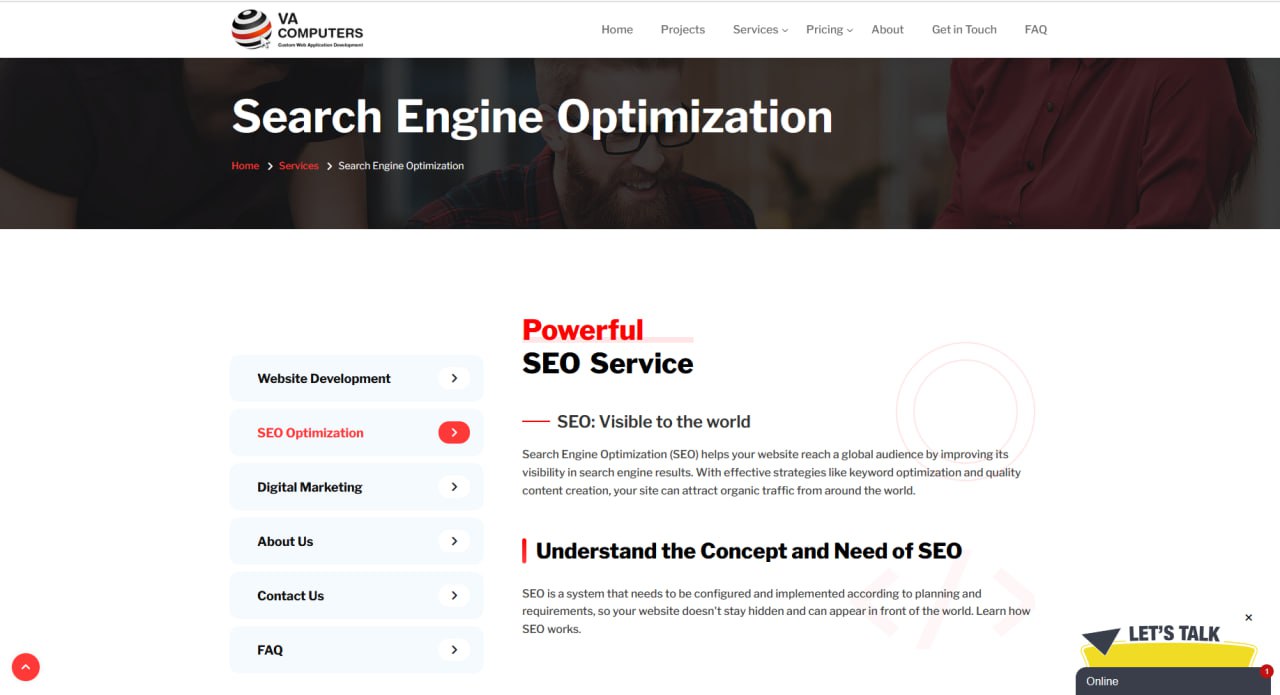 VA
COMPUTERS
Custom Web Application Development
Home Projects Services Pricing About Get in Touch FAQ
Search Engine Optimization
Home Services Search Engine Optimization
Website Development
SEO Optimization
Digital Marketing
About Us
Contact Us
FAQ
Powerful
SEO Service
SEO: Visible to the world
Search Engine Optimization (SEO) helps your website reach a global audience by improving its
visibility in search engine results. With effective strategies like keyword optimization and quality
content creation, your site can attract organic traffic from around the world.
Understand the Concept and Need of SEO
SEO is a system that needs to be configured and implemented according to planning and
requirements, so your website doesn't stay hidden and can appear in front of the world. Learn how
SEO works.
LET'S TALK
Online
1